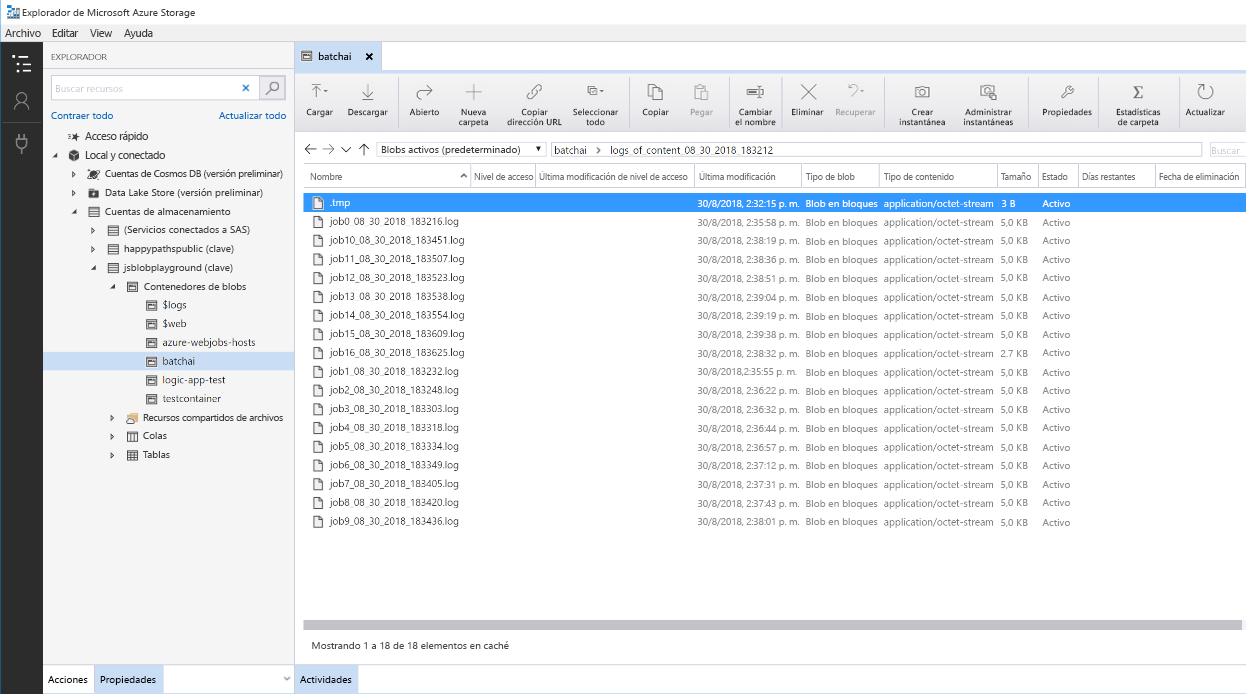 Explorador de Microsoft Azure Storage
Archivo Editar View Ayuda
EXPLORADOR
Buscar recursos
Contraer todo Actualizar todo
Acceso rápido
Local y conectado
Cuentas de Cosmos DB (versión preliminar)
Data Lake Store (versión preliminar)
Cuentas de almacenamiento
(Servicios conectados a SAS)
happypathspublic (clave)
jsblobplayground (clave)
Contenedores de blobs
$logs
$web
azure-webjobs-hosts
batchai
logic-app-test
testcontainer
Recursos compartidos de archivos
Colas
Tablas
Acciones Propiedades
batchai
Cargar Descargar Abierto Nueva carpeta Copiar dirección URL Seleccionar todo Copiar Pegar Cambiar el nombre Eliminar Recuperar Crear instantánea Administrar instantáneas Propiedades Estadísticas de carpeta Actualizar
Blobs activos (predeterminado) batchai > logs_of_content_08_30_2018_183212 Buscar
Nombre Nivel de acceso Última modificación de nivel de acceso Última modificación Tipo de blob Tipo de contenido Tamaño Estado Días restantes Fecha de eliminación
.tmp 30/8/2018, 2:32:15 p. m. Blob en bloques application/octet-stream 3 B Activo
job0_08_30_2018_183216.log 30/8/2018, 2:35:58 p. m. Blob en bloques application/octet-stream 5,0 KB Activo
job10_08_30_2018_183451.log 30/8/2018, 2:38:19 p. m. Blob en bloques application/octet-stream 5,0 KB Activo
job11_08_30_2018_183507.log 30/8/2018, 2:38:36 p. m. Blob en bloques application/octet-stream 5,0 KB Activo
job12_08_30_2018_183523.log 30/8/2018, 2:38:51 p. m. Blob en bloques application/octet-stream 5,0 KB Activo
job13_08_30_2018_183538.log 30/8/2018, 2:39:04 p. m. Blob en bloques application/octet-stream 5,0 KB Activo
job14_08_30_2018_183554.log 30/8/2018, 2:39:19 p. m. Blob en bloques application/octet-stream 5,0 KB Activo
job15_08_30_2018_183609.log 30/8/2018, 2:39:38 p. m. Blob en bloques application/octet-stream 5,0 KB Activo
job16_08_30_2018_183625.log 30/8/2018, 2:38:32 p. m. Blob en bloques application/octet-stream 2.7 KB Activo
job1_08_30_2018_183232.log 30/8/2018,2:35:55 p. m. Blob en bloques application/octet-stream 5,0 KB Activo
job2_08_30_2018_183248.log 30/8/2018, 2:36:22 p. m. Blob en bloques application/octet-stream 5,0 KB Activo
job3_08_30_2018_183303.log 30/8/2018, 2:36:32 p. m. Blob en bloques application/octet-stream 5,0 KB Activo
job4_08_30_2018_183318.log 30/8/2018, 2:36:44 p. m. Blob en bloques application/octet-stream 5,0 KB Activo
job5_08_30_2018_183334.log 30/8/2018, 2:36:57 p. m. Blob en bloques application/octet-stream 5,0 KB Activo
job6_08_30_2018_183349.log 30/8/2018, 2:37:12 p. m. Blob en bloques application/octet-stream 5,0 KB Activo
job7_08_30_2018_183405.log 30/8/2018, 2:37:31 p. m. Blob en bloques application/octet-stream 5,0 KB Activo
job8_08_30_2018_183420.log 30/8/2018, 2:37:43 p. m. Blob en bloques application/octet-stream 5,0 KB Activo
job9_08_30_2018_183436.log 30/8/2018, 2:38:01 p. m. Blob en bloques application/octet-stream 5,0 KB Activo
Mostrando 1 a 18 de 18 elementos en caché
Actividades